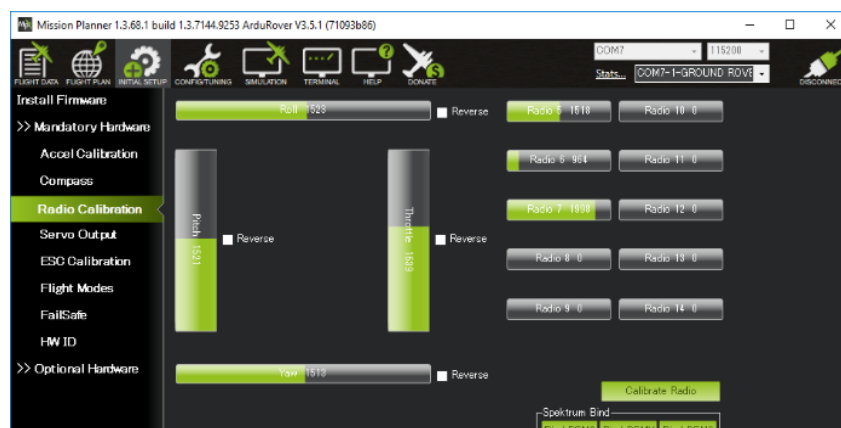 Mission Planner 1.3.68.1 build 1.3.7144.9253 ArduRover V3.5.1 (71093b86)
FLIGHT DATA FLIGHT PLAN INITIAL SETUP CONFIG/TUNING SIMULATION TERMINAL HELP DONATE
COM7 115200
Stats... COM7-1-GROUND ROVE
DISCONNEC
Install Firmware
>> Mandatory Hardware
Accel Calibration
Compass
Radio Calibration
Servo Output
ESC Calibration
Flight Modes
FailSafe
HW ID
>> Optional Hardware
Roll 1523
Reverse
Pitch 1521
Reverse
Throttle
Reverse
Yaw 1513
Reverse
Radio 5 1518
Radio 10 0
Radio 6 964
Radio 11 0
Radio 7
Radio 12 0
Radio 8 0
Radio 13 0
Radio 9 0
Radio 14 0
Calibrate Radio
Spektrum Bind